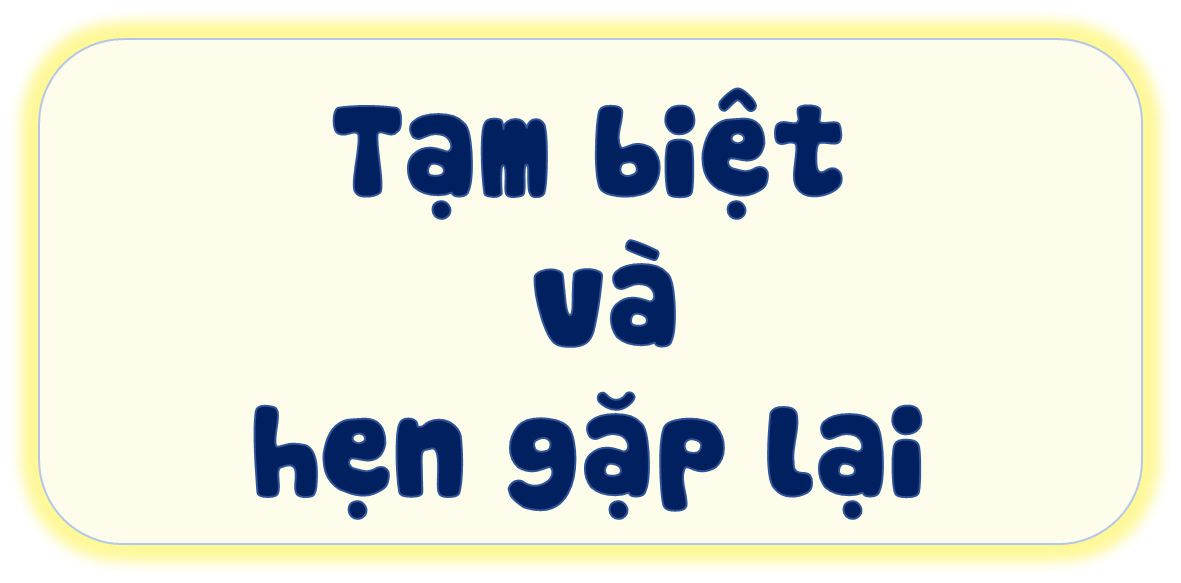 Tạm biệt
và
hẹn gặp lại